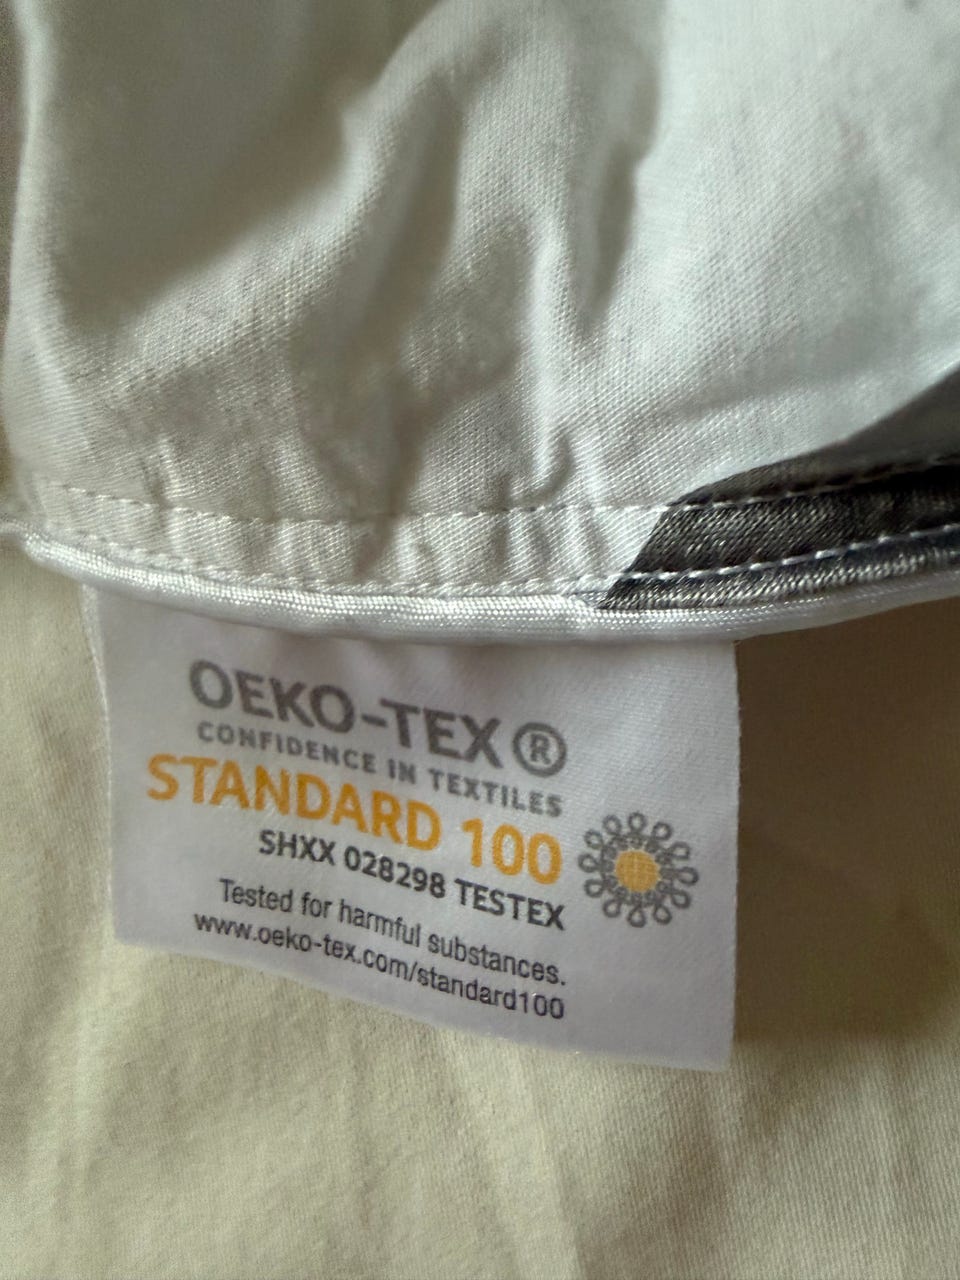 OEKO-TEX®
CONFIDENCE IN TEXTILES
STANDARD 100
SHXX 028298 TESTEX
Tested for harmful substances.
www.oeko-tex.com/standard100